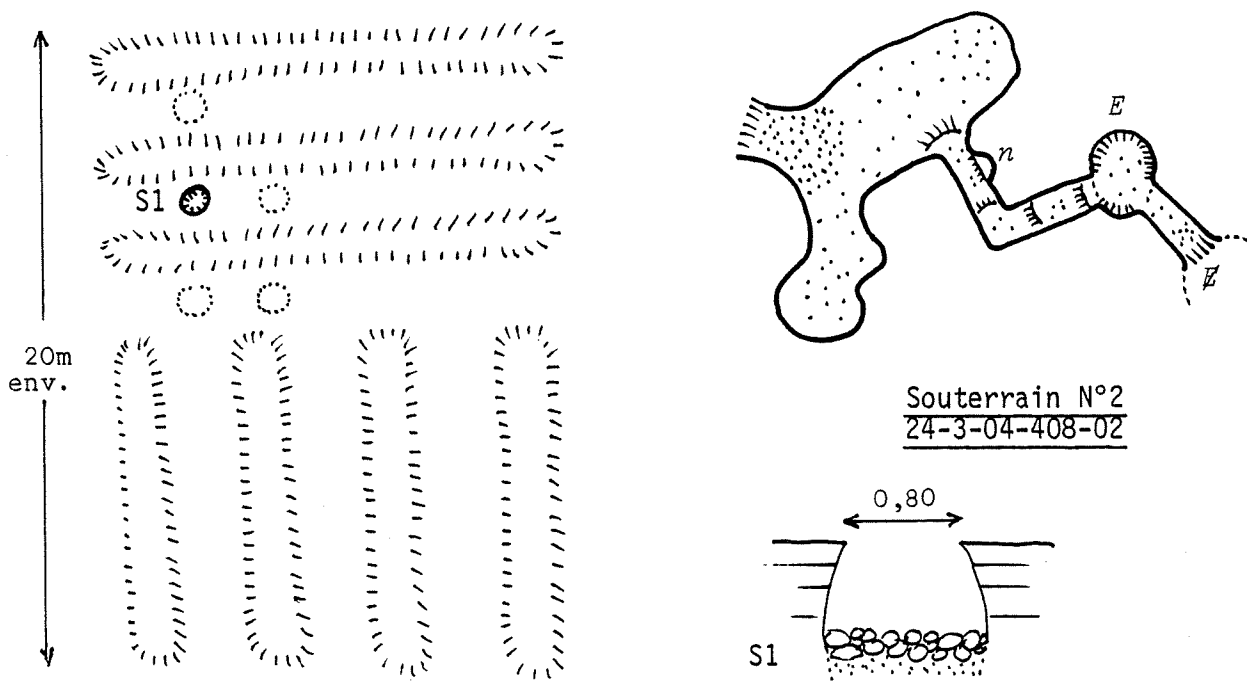 S1
20m
env.
E
n
E
Souterrain N°2
24-3-04-408-02
0,80
S1